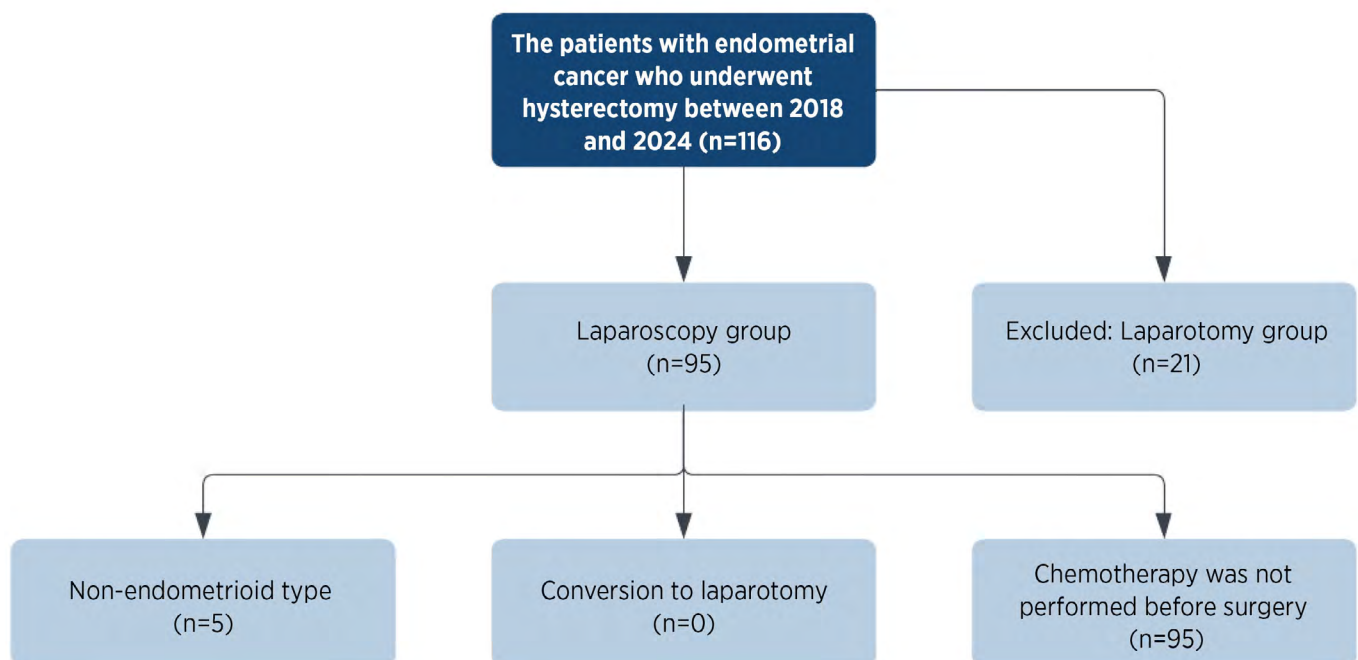 The patients with endometrial
cancer who underwent
hysterectomy between 2018
and 2024 (n=116)
Laparoscopy group
(n=95)
Excluded: Laparotomy group
(n=21)
Non-endometrioid type
(n=5)
Conversion to laparotomy
(n=0)
Chemotherapy was not
performed before surgery
(n=95)